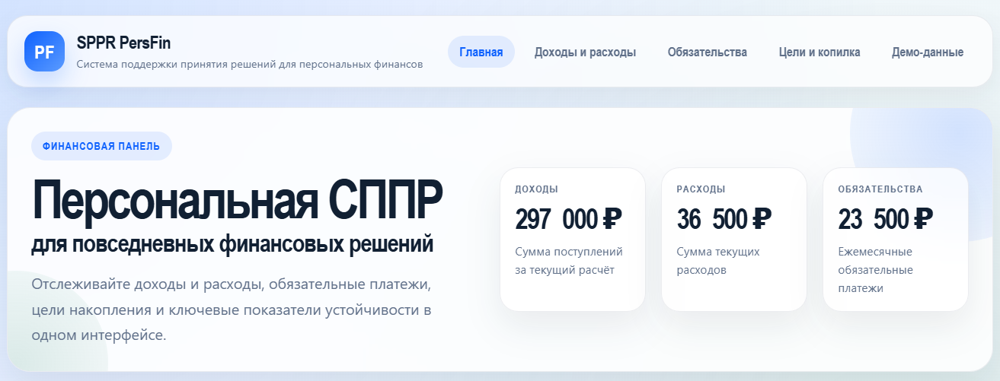 PF
SPPR PersFin
Система поддержки принятия решений для персональных финансов
Главная
Доходы и расходы
Обязательства
Цели и копилка
Демо-данные
ФИНАНСОВАЯ ПАНЕЛЬ
Персональная СППР
для повседневных финансовых решений
Отслеживайте доходы и расходы, обязательные платежи,
цели накопления и ключевые показатели устойчивости в
одном интерфейсе.
ДОХОДЫ
297 000 ₽
Сумма поступлений
за текущий расчёт
РАСХОДЫ
36 500 ₽
Сумма текущих
расходов
ОБЯЗАТЕЛЬСТВА
23 500 ₽
Ежемесячные
обязательные
платежи